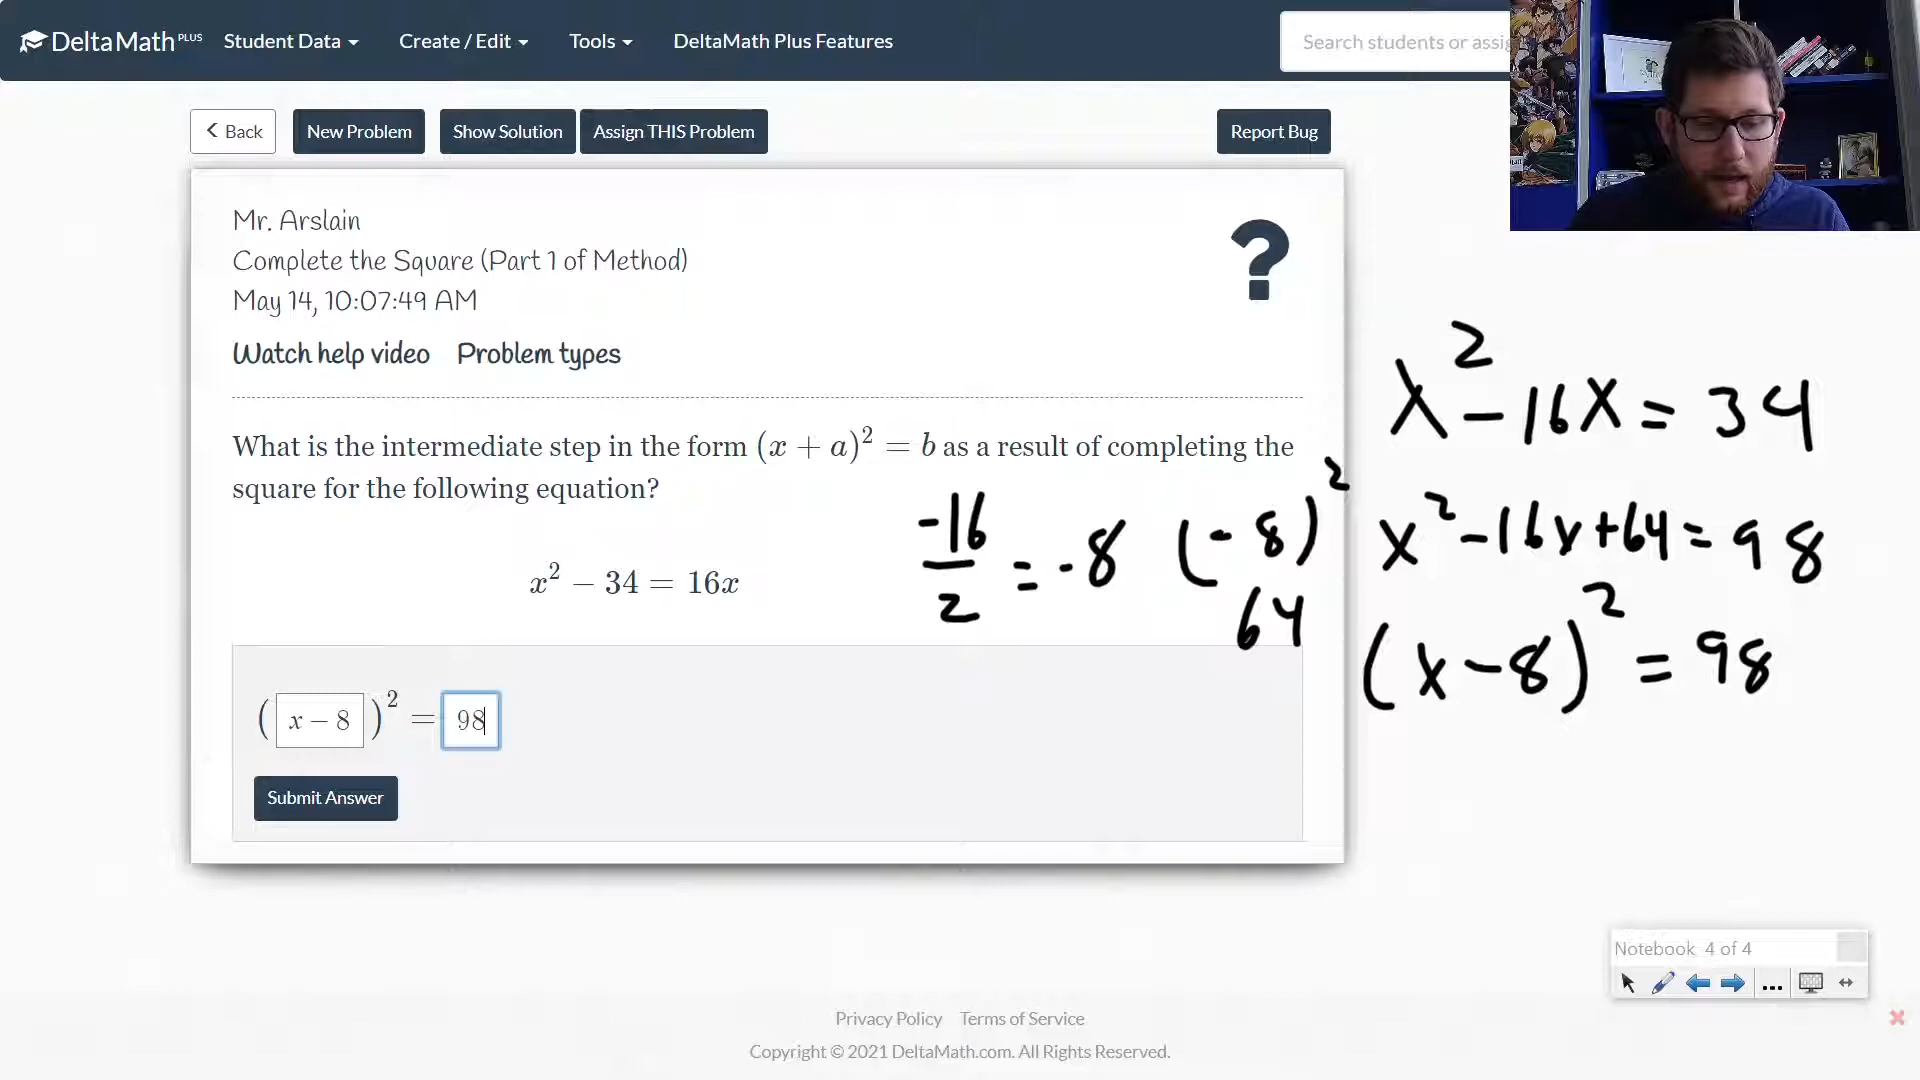 DeltaMath PLUS Student Data Create / Edit Tools DeltaMath Plus Features Search students or assig
Back New Problem Show Solution Assign THIS Problem Report Bug
Mr. Arslain
Complete the Square (Part 1 of Method)
May 14, 10:07:49 AM
?
Watch help video Problem types
What is the intermediate step in the form (x + a)² = b as a result of completing the
square for the following equation?
x² − 34 = 16x
-16/2 = -8 (-8)²
64
x² - 16x = 34
x² - 16x + 64 = 98
(x - 8)² = 98
(x − 8)² = 98
Submit Answer
Notebook 4 of 4
...
Privacy Policy Terms of Service
Copyright © 2021 DeltaMath.com. All Rights Reserved.